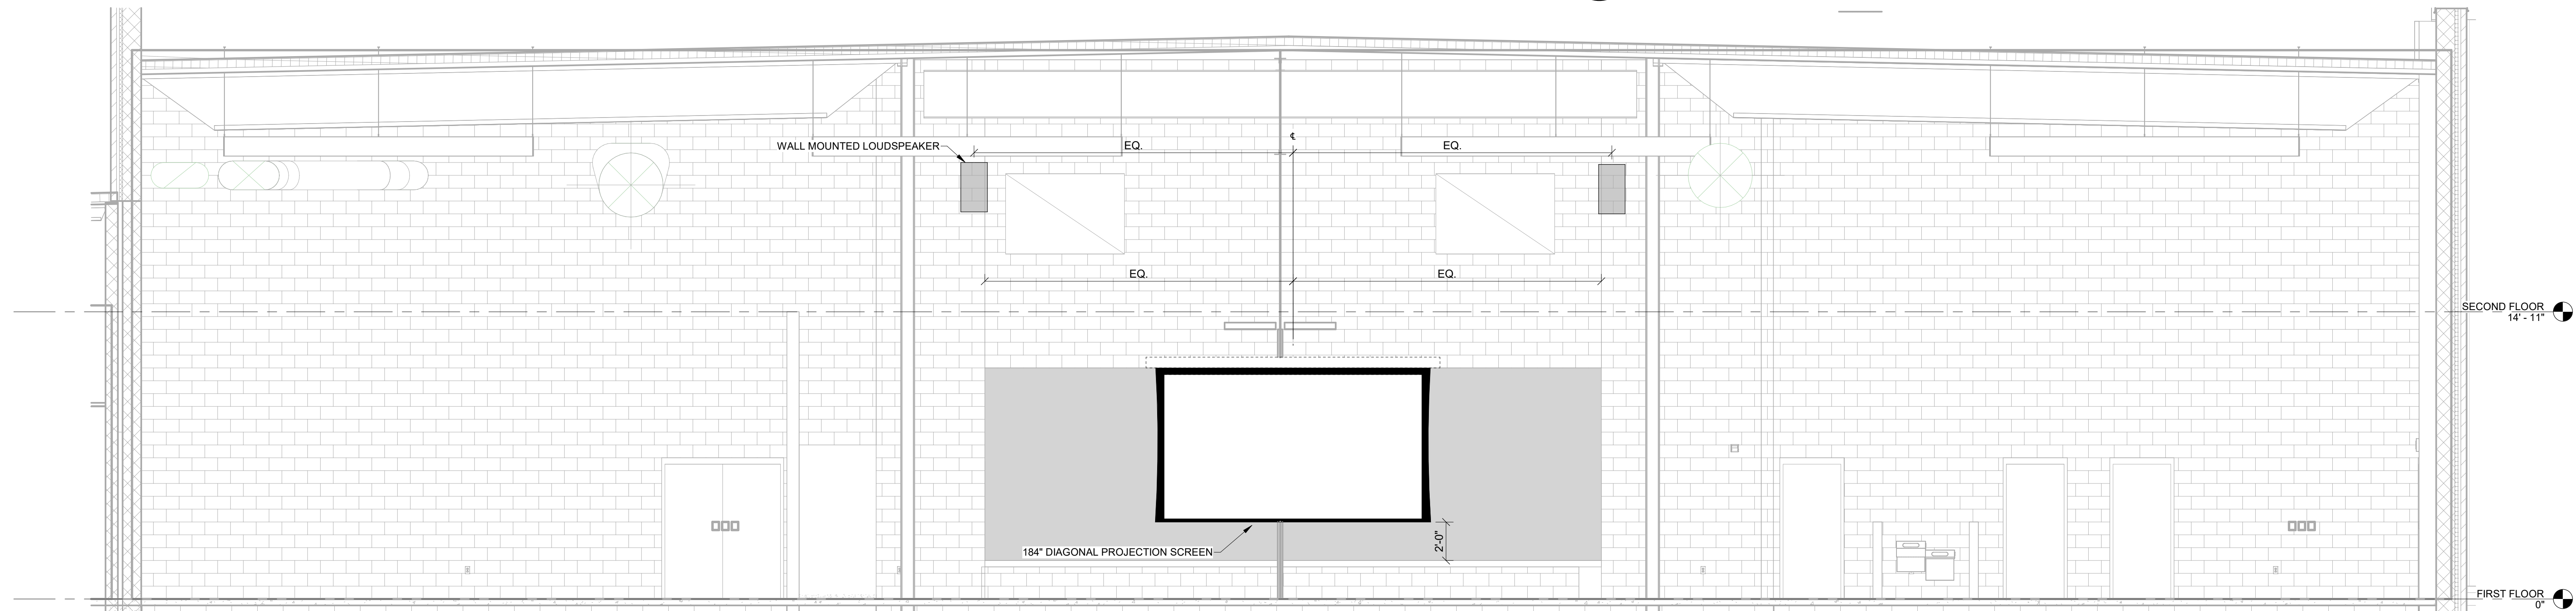 ℄
EQ.
EQ.
WALL MOUNTED LOUDSPEAKER
EQ.
EQ.
SECOND FLOOR
14' - 11"
184" DIAGONAL PROJECTION SCREEN
2'-0"
FIRST FLOOR
0"